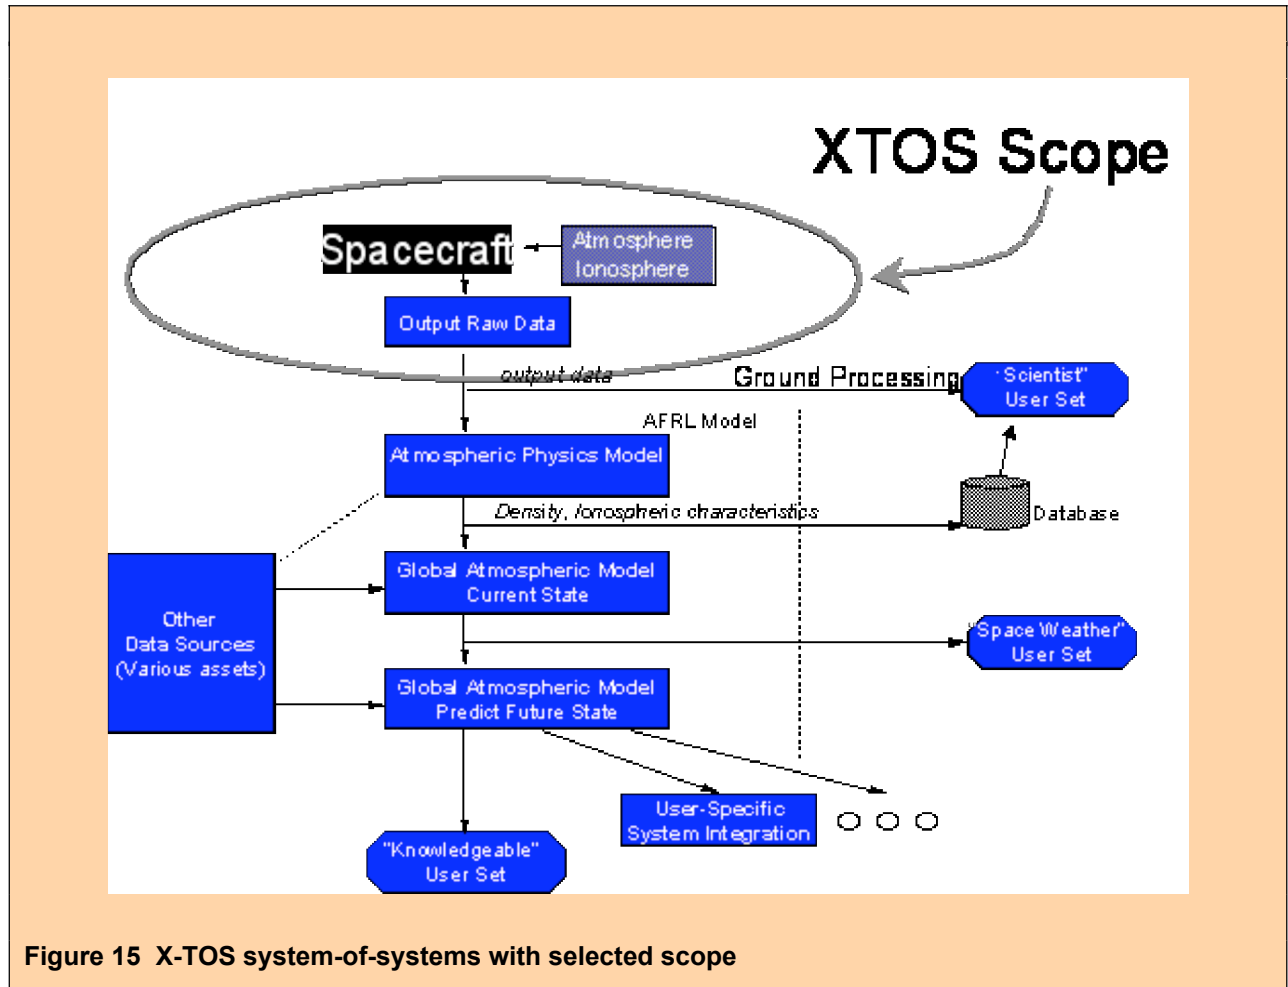 XTOS Scope
Spacecraft
Atmosphere
Ionosphere
Output Raw Data
output data
Ground Processing
"Scientist"
User Set
AFRL Model
Atmospheric Physics Model
Density, Ionospheric characteristics
Database
Global Atmospheric Model
Current State
Other
Data Sources
(Various assets)
"Space Weather"
User Set
Global Atmospheric Model
Predict Future State
User-Specific
System Integration
"Knowledgeable"
User Set
Figure 15 X-TOS system-of-systems with selected scope